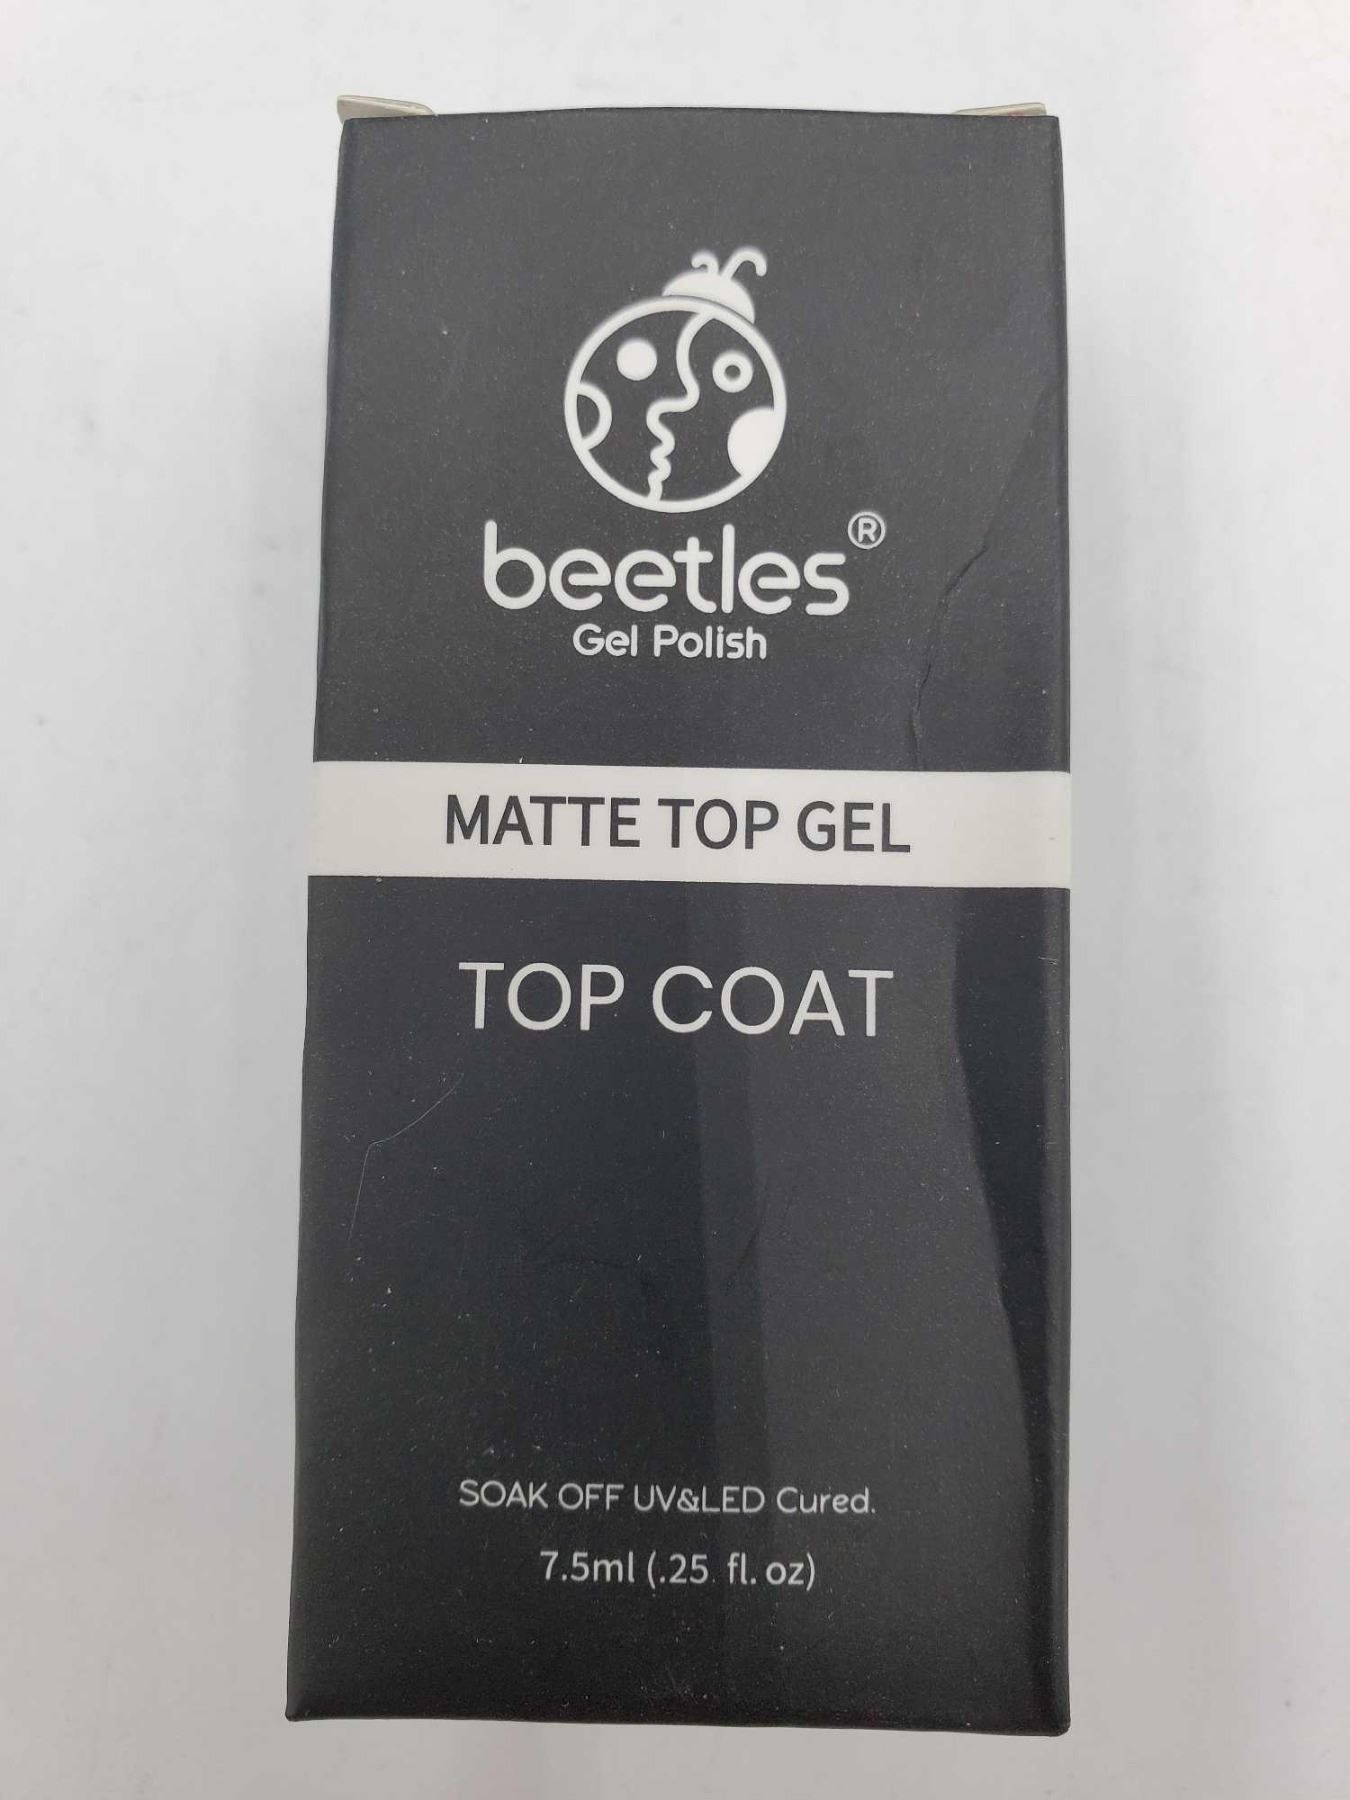 beetles®
Gel Polish
MATTE TOP GEL
TOP COAT
SOAK OFF UV&LED Cured.
7.5ml (.25 fl. oz)